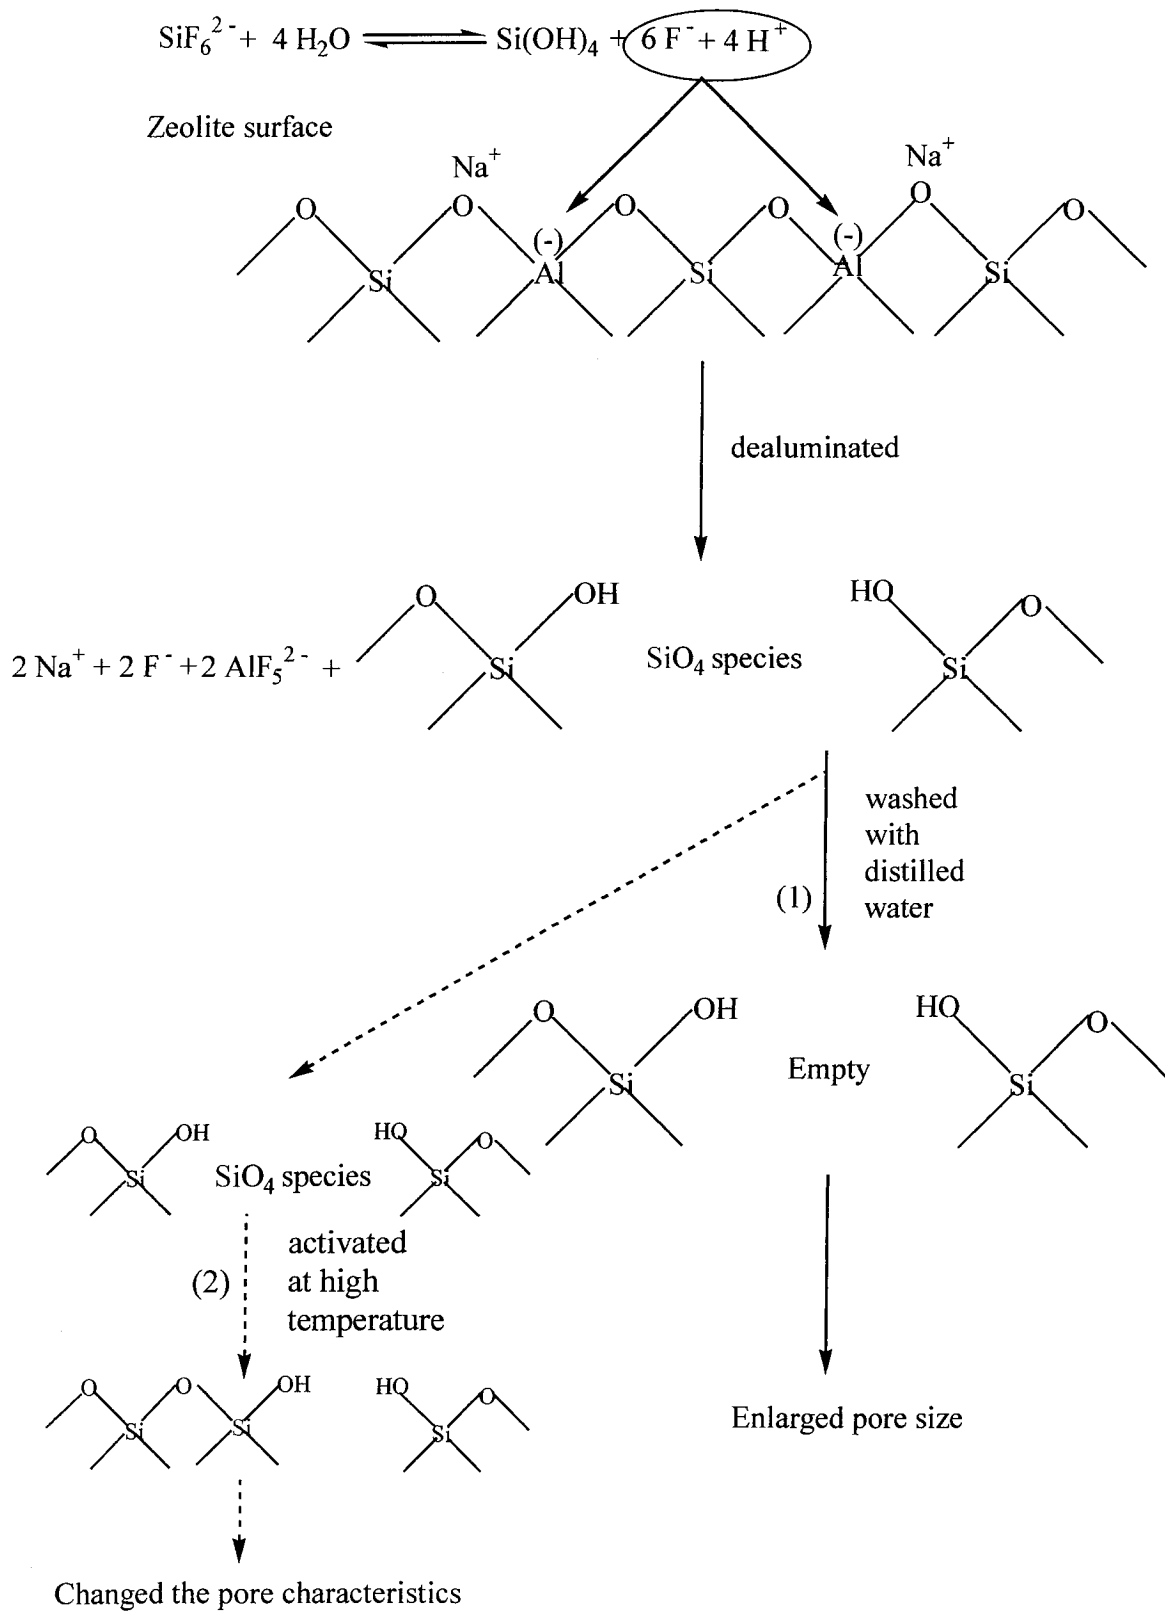 SiF6 2- + 4 H2O ⇌ Si(OH)4 + 6 F- + 4 H+
Zeolite surface
Na+ Na+
O O O O O O
(-) (-)
Si Al Si Al Si
dealuminated
O OH HO O
2 Na+ + 2 F- +2 AlF5 2- + Si SiO4 species Si
washed
with
distilled
(1) water
O OH HO O
Si Empty Si
O OH HO O
Si SiO4 species Si
activated
(2) at high
temperature
O O OH HO O
Si Si Si
Enlarged pore size
Changed the pore characteristics